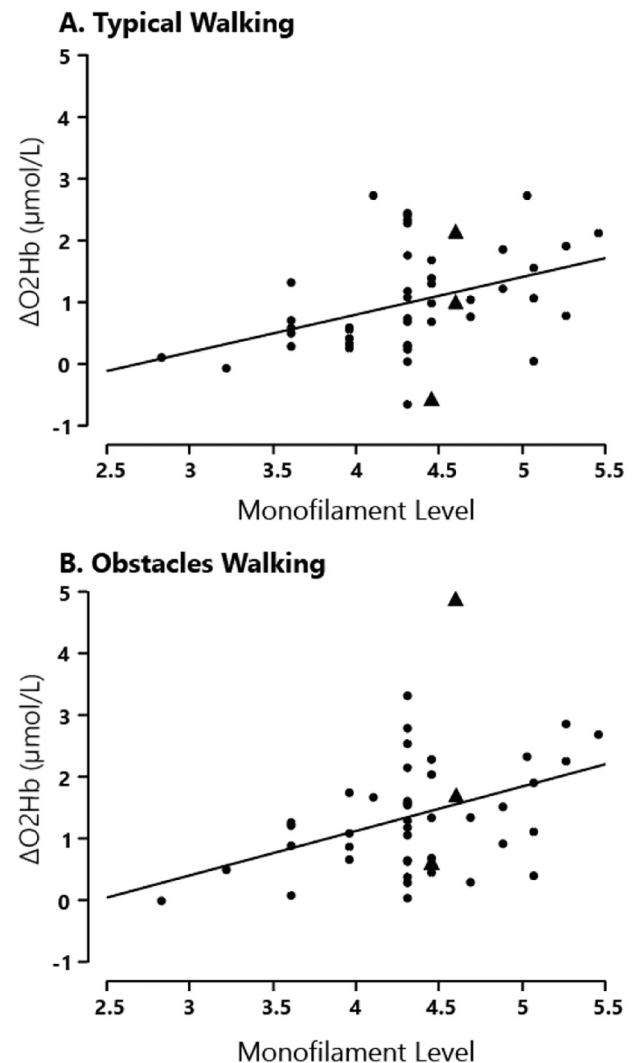 A. Typical Walking
5
4
3
2
1
0
-1
ΔO2Hb (μmol/L)
2.5 3 3.5 4 4.5 5 5.5
Monofilament Level
B. Obstacles Walking
5
4
3
2
1
0
-1
ΔO2Hb (μmol/L)
2.5 3 3.5 4 4.5 5 5.5
Monofilament Level